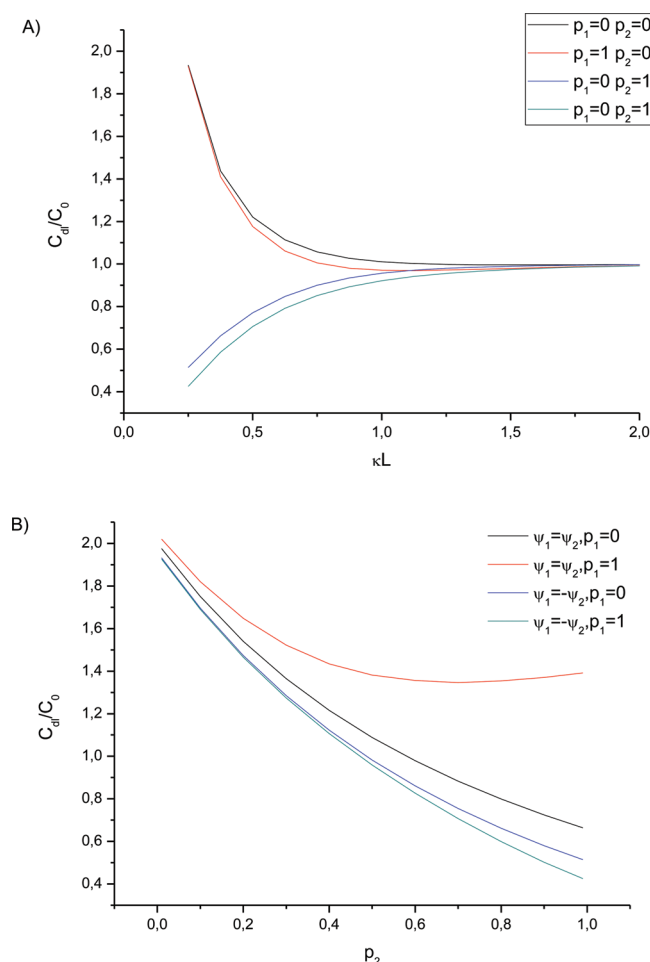 A)
p₁=0 p₂=0
p₁=1 p₂=0
p₁=0 p₂=1
p₁=0 p₂=1
2,0
1,8
1,6
1,4
1,2
1,0
0,8
0,6
0,4
C_dl/C₀
0,0 0,5 1,0 1,5 2,0
κL
B)
ψ₁=ψ₂,p₁=0
ψ₁=ψ₂,p₁=1
ψ₁=-ψ₂,p₁=0
ψ₁=-ψ₂,p₁=1
2,0
1,8
1,6
1,4
1,2
1,0
0,8
0,6
0,4
C_dl/C₀
0,0 0,2 0,4 0,6 0,8 1,0
p₂